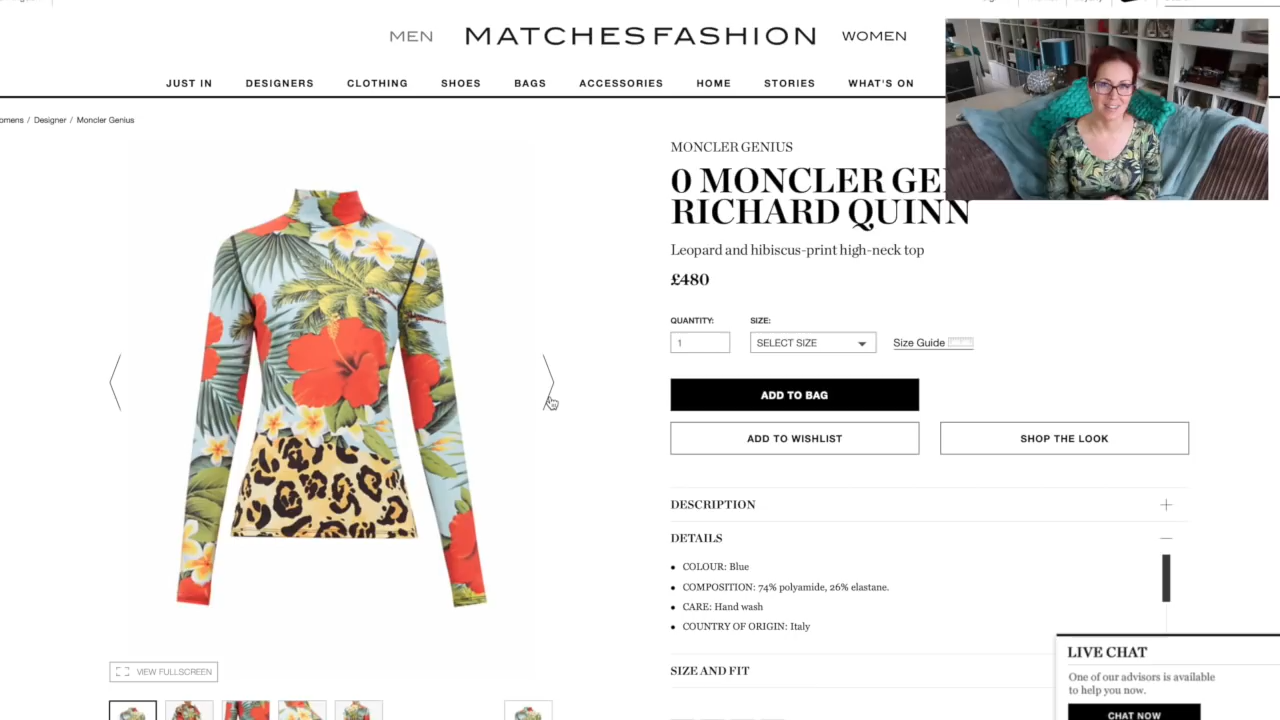 MEN
MATCHESFASHION
WOMEN
JUST IN
DESIGNERS
CLOTHING
SHOES
BAGS
ACCESSORIES
HOME
STORIES
WHAT'S ON
omens / Designer / Moncler Genius
MONCLER GENIUS
0 MONCLER GE
RICHARD QUINN
Leopard and hibiscus-print high-neck top
£480
QUANTITY:
SIZE:
1
SELECT SIZE
Size Guide
ADD TO BAG
ADD TO WISHLIST
SHOP THE LOOK
DESCRIPTION
DETAILS
• COLOUR: Blue
• COMPOSITION: 74% polyamide, 26% elastane.
• CARE: Hand wash
• COUNTRY OF ORIGIN: Italy
SIZE AND FIT
VIEW FULLSCREEN
LIVE CHAT
One of our advisors is available
to help you now.
CHAT NOW